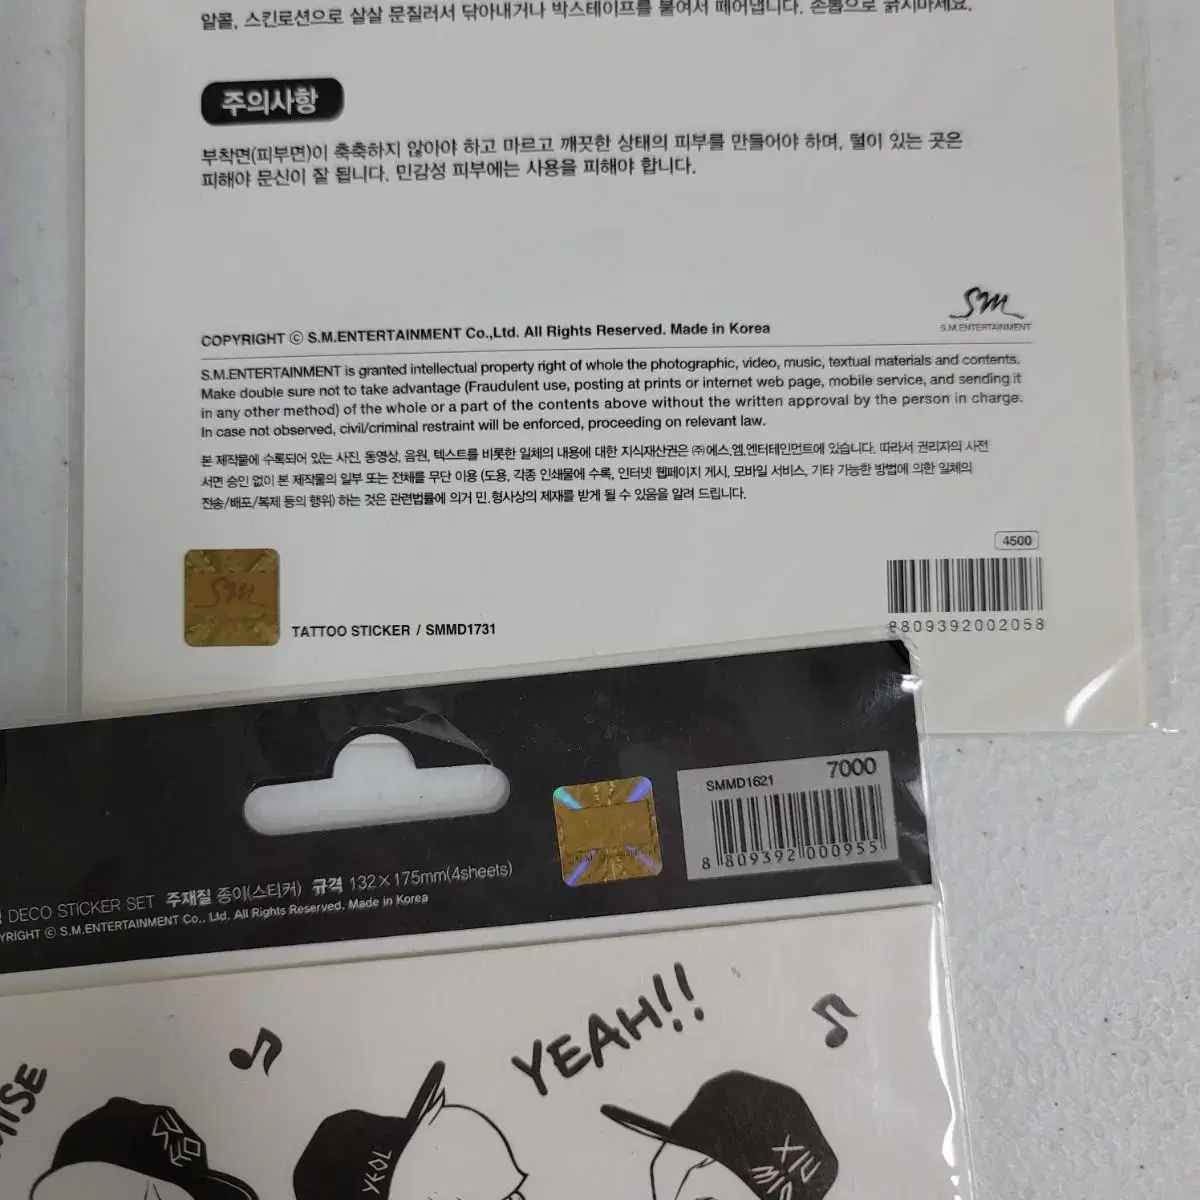 알콜, 스킨로션으로 살살 문질러서 닦아내거나 박스테이프를 붙여서 떼어냅니다. 손톱으로 긁지마세요.
주의사항
부착면(피부면)이 축축하지 않아야 하고 마르고 깨끗한 상태의 피부를 만들어야 하며, 털이 있는 곳은
피해야 문신이 잘 됩니다. 민감성 피부에는 사용을 피해야 합니다.
SM
S.M.ENTERTAINMENT
COPYRIGHT ⓒ S.M.ENTERTAINMENT Co.,Ltd. All Rights Reserved. Made in Korea
S.M.ENTERTAINMENT is granted intellectual property right of whole the photographic, video, music, textual materials and contents.
Make double sure not to take advantage (Fraudulent use, posting at prints or internet web page, mobile service, and sending it
in any other method) of the whole or a part of the contents above without the written approval by the person in charge.
In case not observed, civil/criminal restraint will be enforced, proceeding on relevant law.
본 제작물에 수록되어 있는 사진, 동영상, 음원, 텍스트를 비롯한 일체의 내용에 대한 지식재산권은 ㈜에스.엠.엔터테인먼트에 있습니다. 따라서 권리자의 사전
서면 승인 없이 본 제작물의 일부 또는 전체를 무단 이용 (도용, 각종 인쇄물에 수록, 인터넷 웹페이지 게시, 모바일 서비스, 기타 가능한 방법에 의한 일체의
전송/배포/복제 등의 행위) 하는 것은 관련법률에 의거 민.형사상의 제재를 받게 될 수 있음을 알려 드립니다.
4500
8809392002058
SM
TATTOO STICKER / SMMD1731
SMMD1621 7000
8 809392 000955
DECO STICKER SET 주재질 종이(스티커) 규격 132×175mm(4sheets)
YRIGHT ⓒ S.M.ENTERTAINMENT Co., Ltd. All Rights Reserved. Made in Korea
YEAH!!
SU HO
YEOL
XIU MIN